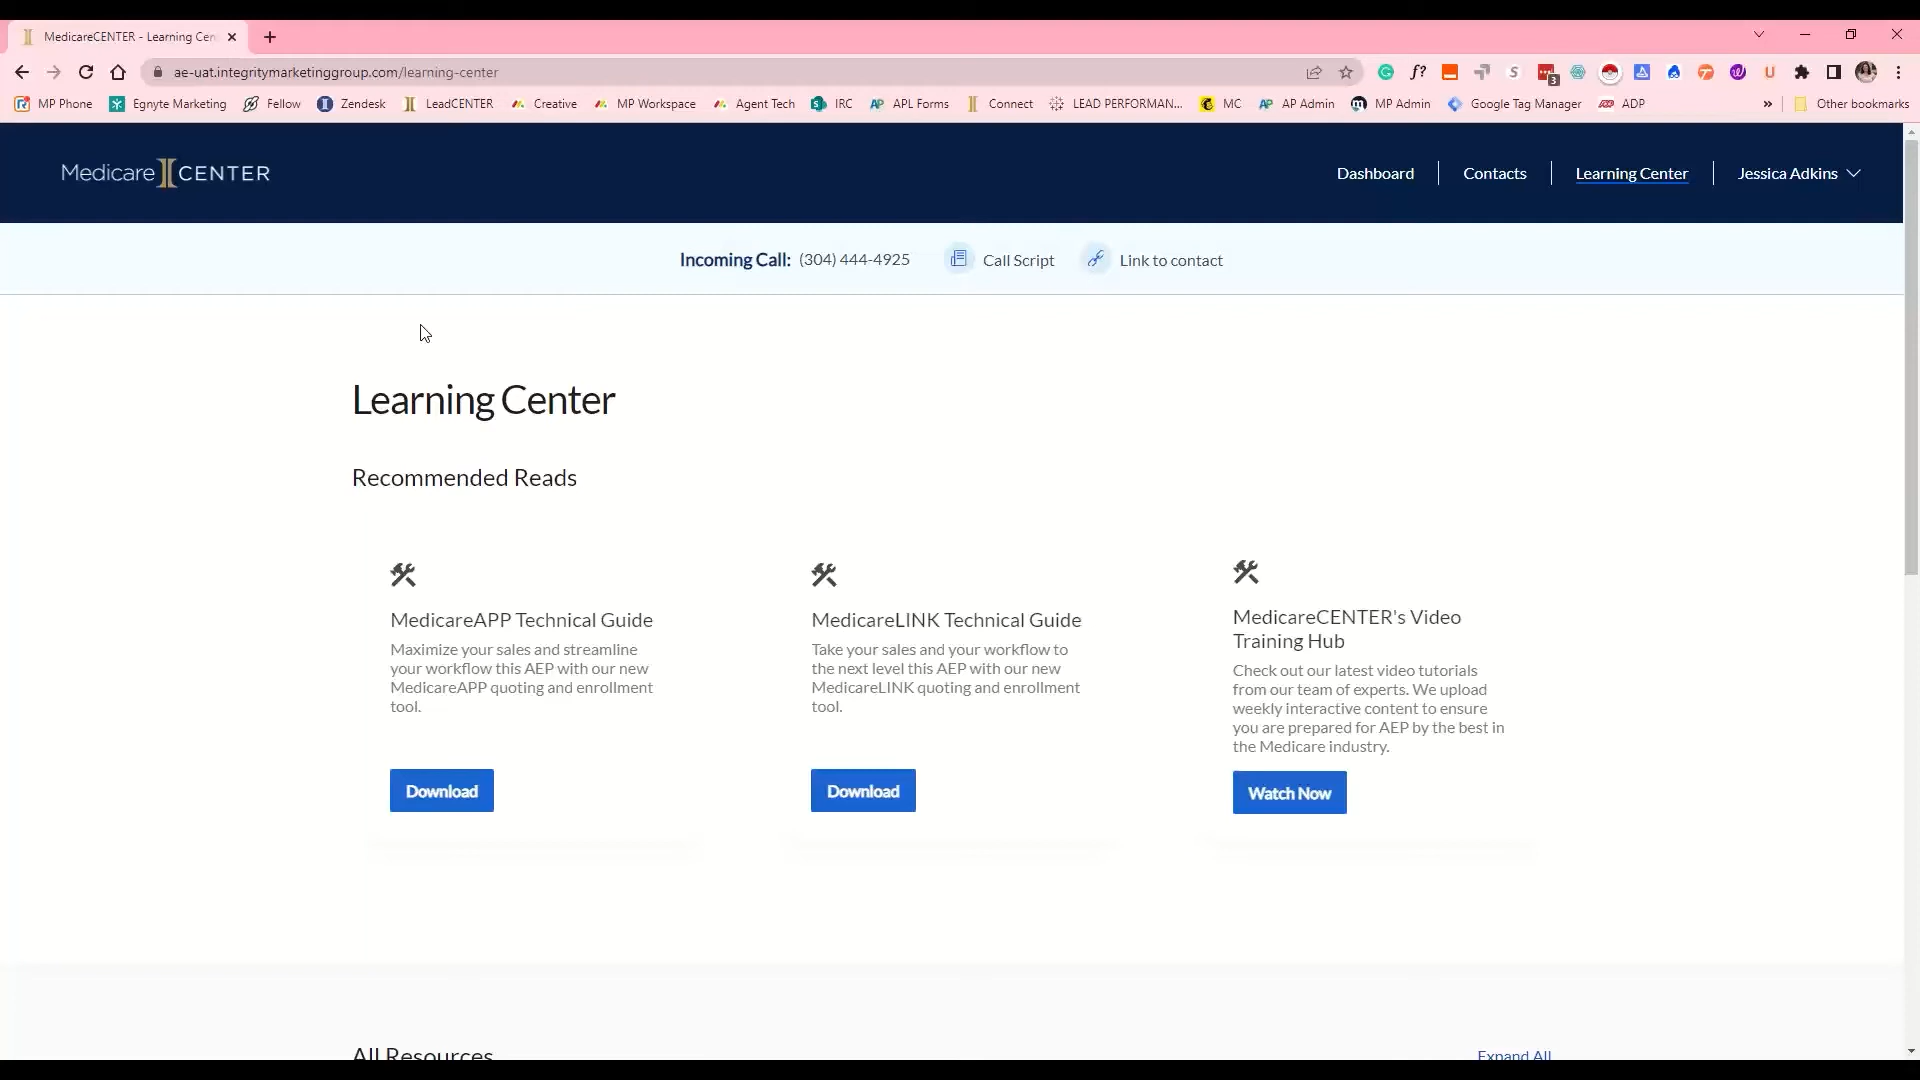 MedicareCENTER - Learning Cen
ae-uat.integritymarketinggroup.com/learning-center
f?
S
3
U
MP Phone
Egnyte Marketing
Fellow
Zendesk
LeadCENTER
Creative
MP Workspace
Agent Tech
IRC
APL Forms
Connect
LEAD PERFORMAN...
MC
AP Admin
MP Admin
Google Tag Manager
ADP
»
Other bookmarks
Medicare CENTER
Dashboard
Contacts
Learning Center
Jessica Adkins
Incoming Call: (304) 444-4925
Call Script
Link to contact
Learning Center
Recommended Reads
MedicareAPP Technical Guide
Maximize your sales and streamline
your workflow this AEP with our new
MedicareAPP quoting and enrollment
tool.
Download
MedicareLINK Technical Guide
Take your sales and your workflow to
the next level this AEP with our new
MedicareLINK quoting and enrollment
tool.
Download
MedicareCENTER's Video
Training Hub
Check out our latest video tutorials
from our team of experts. We upload
weekly interactive content to ensure
you are prepared for AEP by the best in
the Medicare industry.
Watch Now
All Resources
Expand All